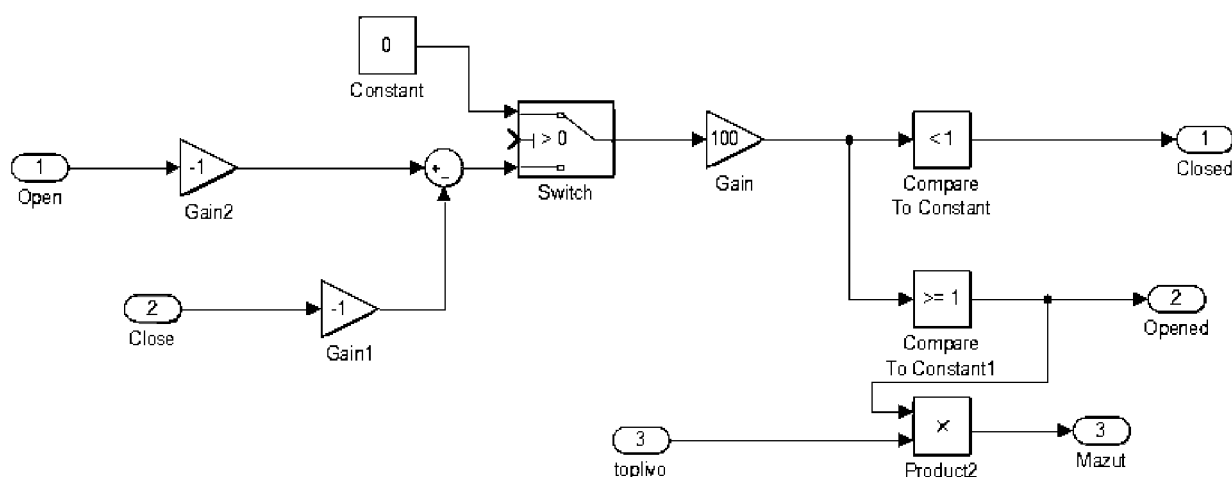 0
Constant
1
Open
-1
Gain2
+
-
> 0
Switch
100
Gain
< 1
Compare
To Constant
1
Closed
2
Close
-1
Gain1
>= 1
Compare
To Constant1
2
Opened
3
toplivo
×
Product2
3
Mazut